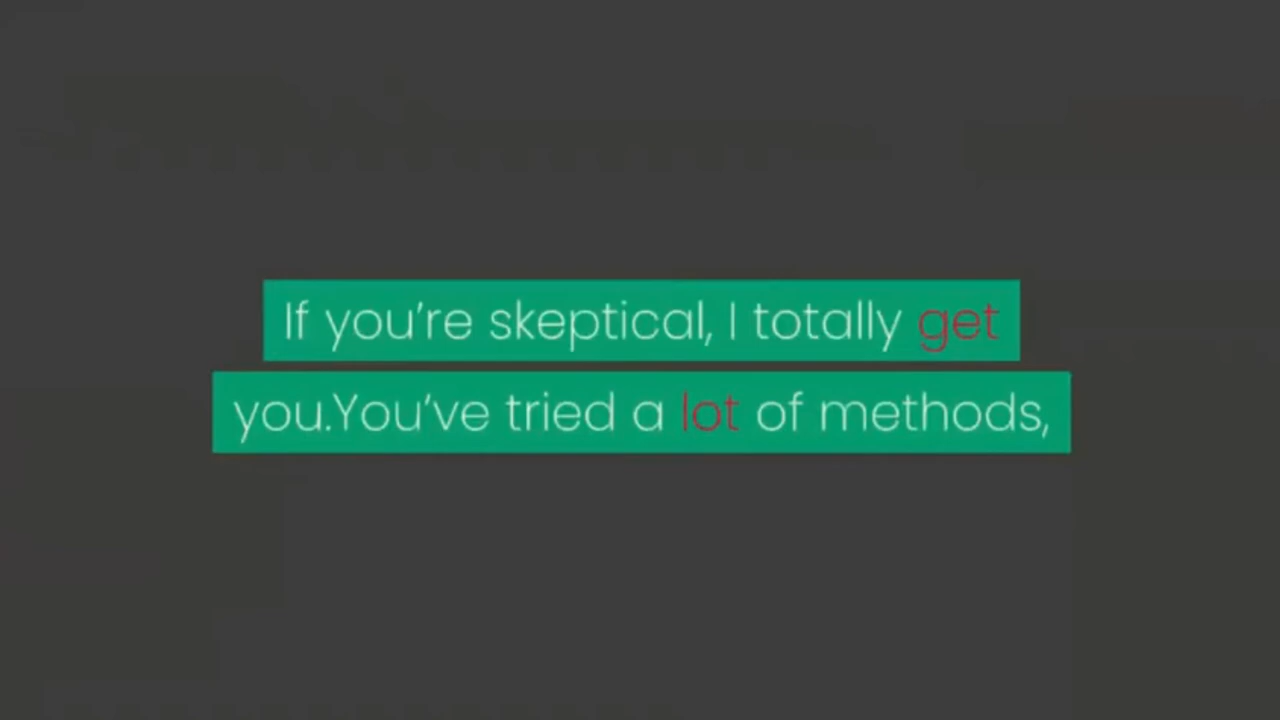 If you’re skeptical, I totally get
you.You’ve tried a lot of methods,